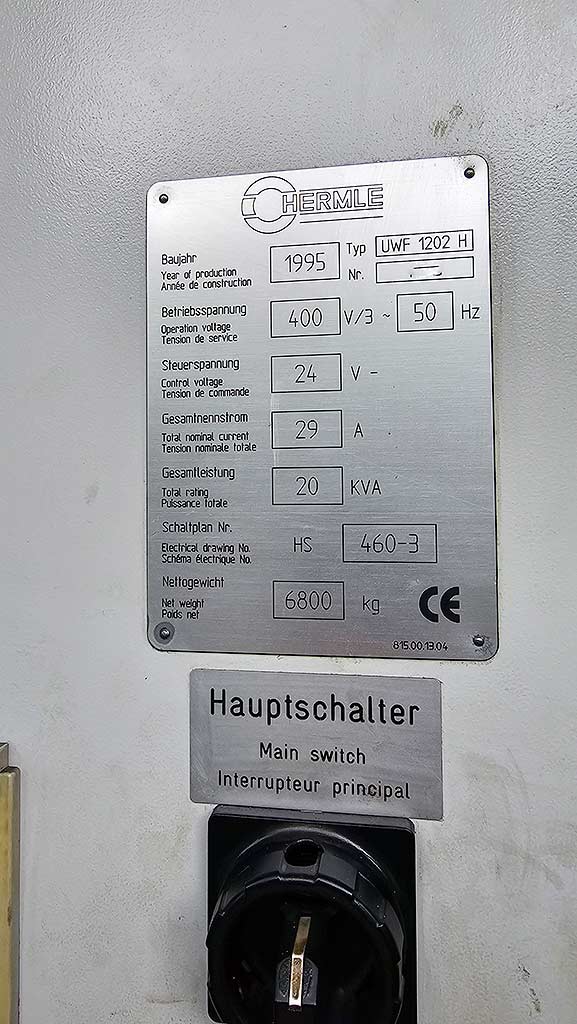 HERMLE
Baujahr
Year of production
Année de construction
1995
Typ UWF 1202 H
Nr.
Betriebsspannung
Operation voltage
Tension de service
400 V/3 ~ 50 Hz
Steuerspannung
Control voltage
Tension de commande
24 V -
Gesamtnennstrom
Total nominal current
Tension nominale totale
29 A
Gesamtleistung
Total rating
Puissance totale
20 KVA
Schaltplan Nr.
Electrical drawing No.
Schéma électrique No.
HS 460-3
Nettogewicht
Net weight
Poids net
6800 kg
CE
815.00.13.04
Hauptschalter
Main switch
Interrupteur principal